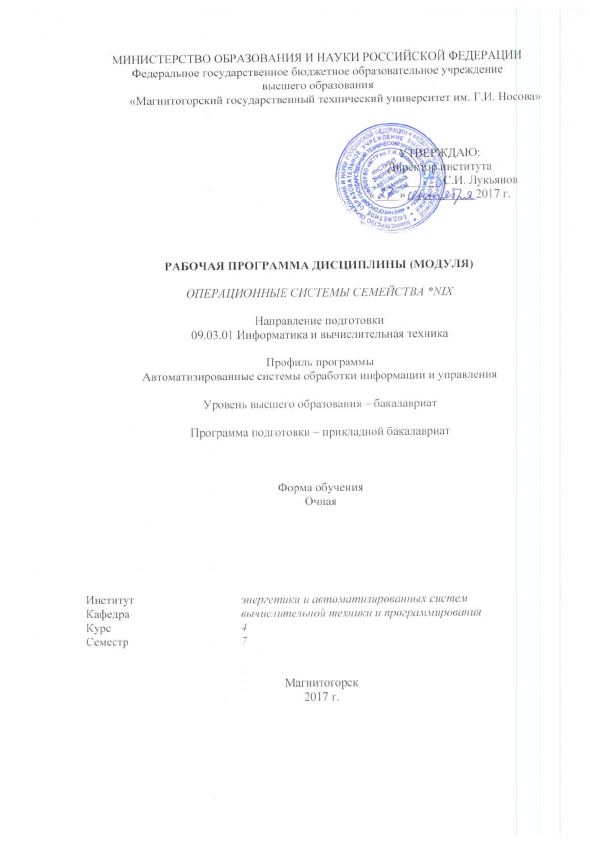 МИНИСТЕРСТВО ОБРАЗОВАНИЯ И НАУКИ РОССИЙСКОЙ ФЕДЕРАЦИИ
Федеральное государственное бюджетное образовательное учреждение
высшего образования
«Магнитогорский государственный технический университет им. Г.И. Носова»
УТВЕРЖДАЮ:
Директор института
С.И. Лукьянов
«27» сентября 2017 г.
РАБОЧАЯ ПРОГРАММА ДИСЦИПЛИНЫ (МОДУЛЯ)
ОПЕРАЦИОННЫЕ СИСТЕМЫ СЕМЕЙСТВА *NIX
Направление подготовки
09.03.01 Информатика и вычислительная техника
Профиль программы
Автоматизированные системы обработки информации и управления
Уровень высшего образования – бакалавриат
Программа подготовки – прикладной бакалавриат
Форма обучения
Очная
Институт энергетики и автоматизированных систем
Кафедра вычислительной техники и программирования
Курс 4
Семестр 7
Магнитогорск
2017 г.